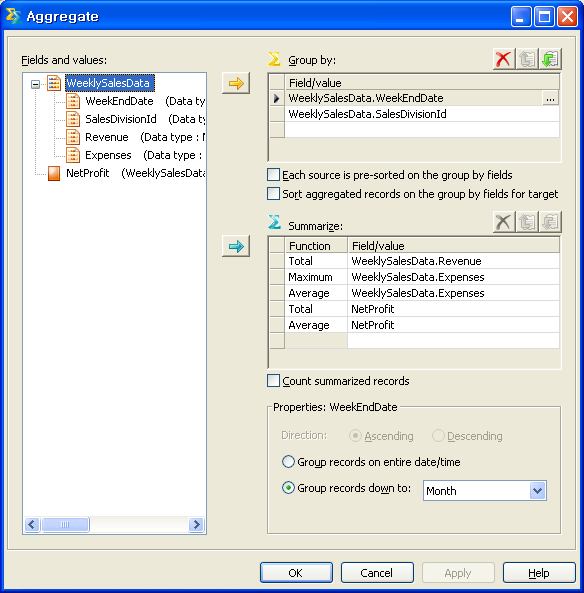 Aggregate
Fields and values:
WeeklySalesData
WeekEndDate (Data ty
SalesDivisionId (Data ty
Revenue (Data type : N
Expenses (Data type :
NetProfit (WeeklySalesData
Group by:
Field/value
WeeklySalesData.WeekEndDate ...
WeeklySalesData.SalesDivisionId
Each source is pre-sorted on the group by fields
Sort aggregated records on the group by fields for target
Summarize:
Function Field/value
Total WeeklySalesData.Revenue
Maximum WeeklySalesData.Expenses
Average WeeklySalesData.Expenses
Total NetProfit
Average NetProfit
Count summarized records
Properties: WeekEndDate
Direction: Ascending Descending
Group records on entire date/time
Group records down to: Month
OK Cancel Apply Help